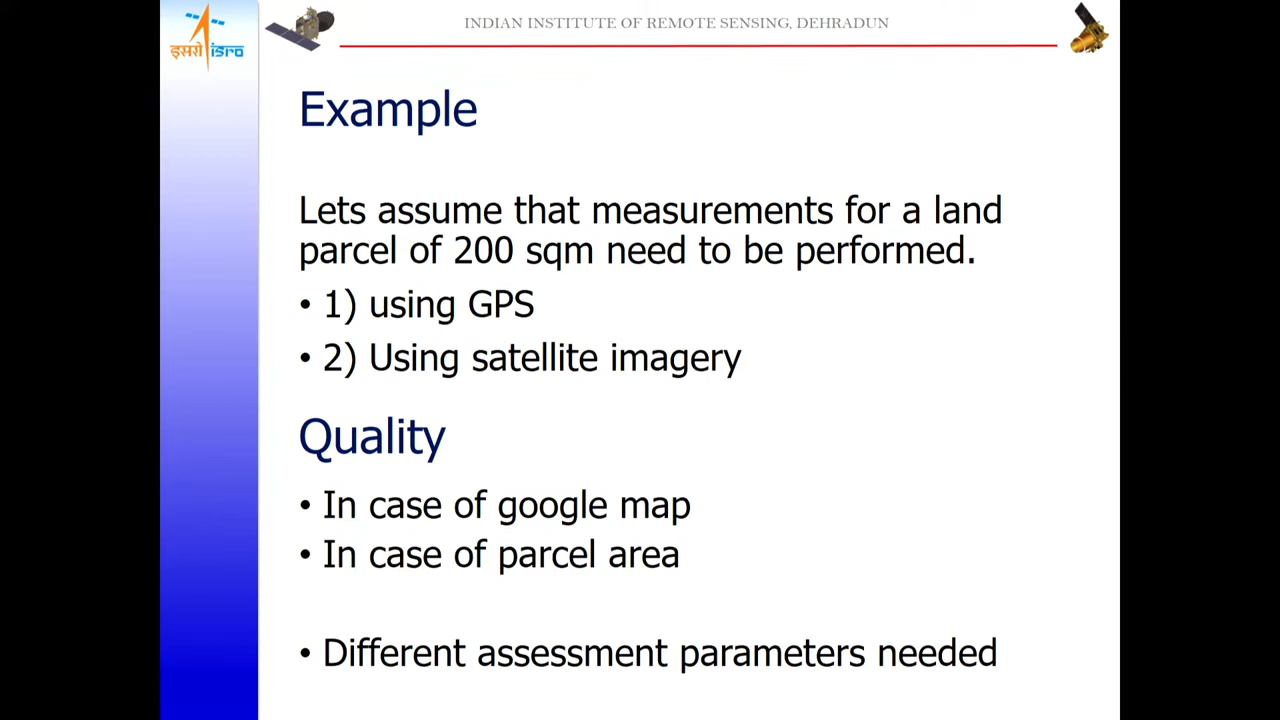 इसरो isro
INDIAN INSTITUTE OF REMOTE SENSING, DEHRADUN
Example
Lets assume that measurements for a land
parcel of 200 sqm need to be performed.
• 1) using GPS
• 2) Using satellite imagery
Quality
• In case of google map
• In case of parcel area
• Different assessment parameters needed